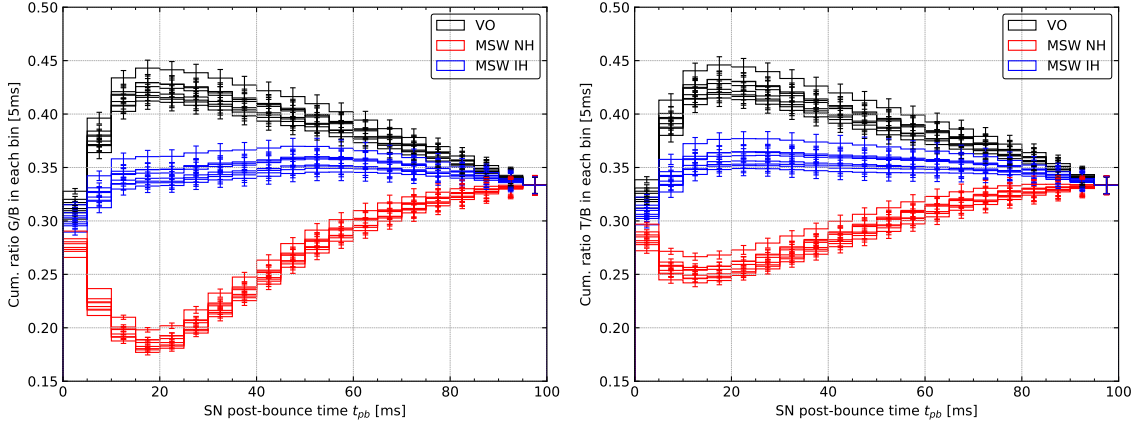 0.50
0.45
0.40
0.35
0.30
0.25
0.20
0.15
Cum. ratio G/B in each bin [5ms]
VO
MSW NH
MSW IH
0
20
40
60
80
100
SN post-bounce time t_pb [ms]
0.50
0.45
0.40
0.35
0.30
0.25
0.20
0.15
Cum. ratio T/B in each bin [5ms]
VO
MSW NH
MSW IH
0
20
40
60
80
100
SN post-bounce time t_pb [ms]